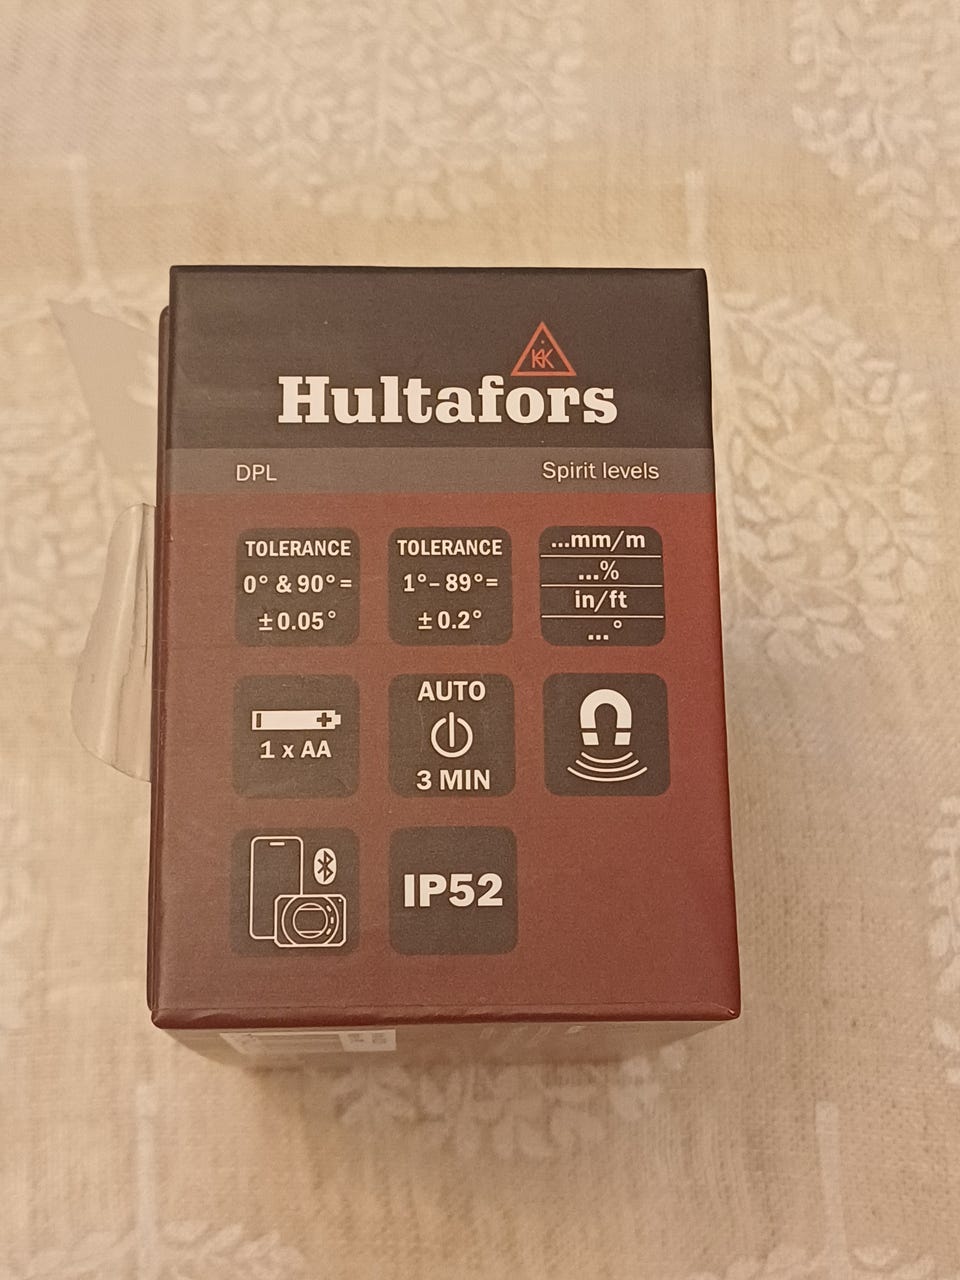 HK
Hultafors
DPL
Spirit levels
TOLERANCE
0° & 90° =
±0.05°
TOLERANCE
1°–89°=
±0.2°
...mm/m
...%
in/ft
...°
1 x AA
AUTO
3 MIN
IP52